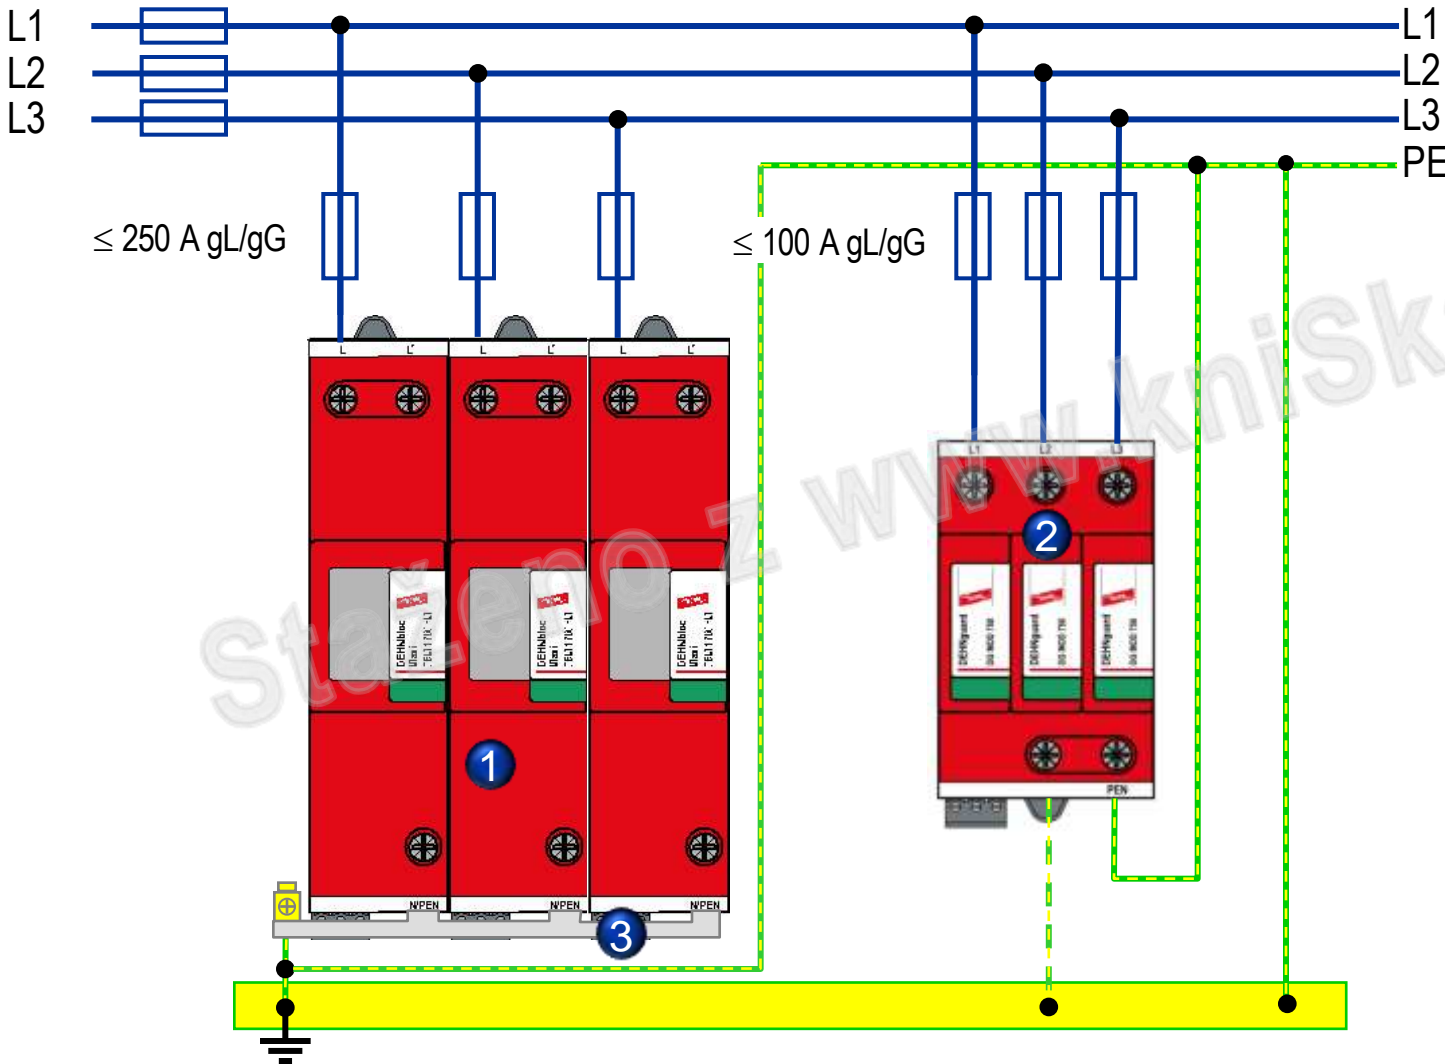 L1
L1
L2
L2
L3
L3
PE
≤ 250 A gL/gG
≤ 100 A gL/gG
L L'
L L'
L L'
L1 L2 L3
2
DEHNbloc
Maxi
DEHNbloc
Maxi
DEHNbloc
Maxi
DEHNguard
DEHNguard
DEHNguard
1
PEN
N/PEN
N/PEN
N/PEN
3
Staženo z www.kniSk